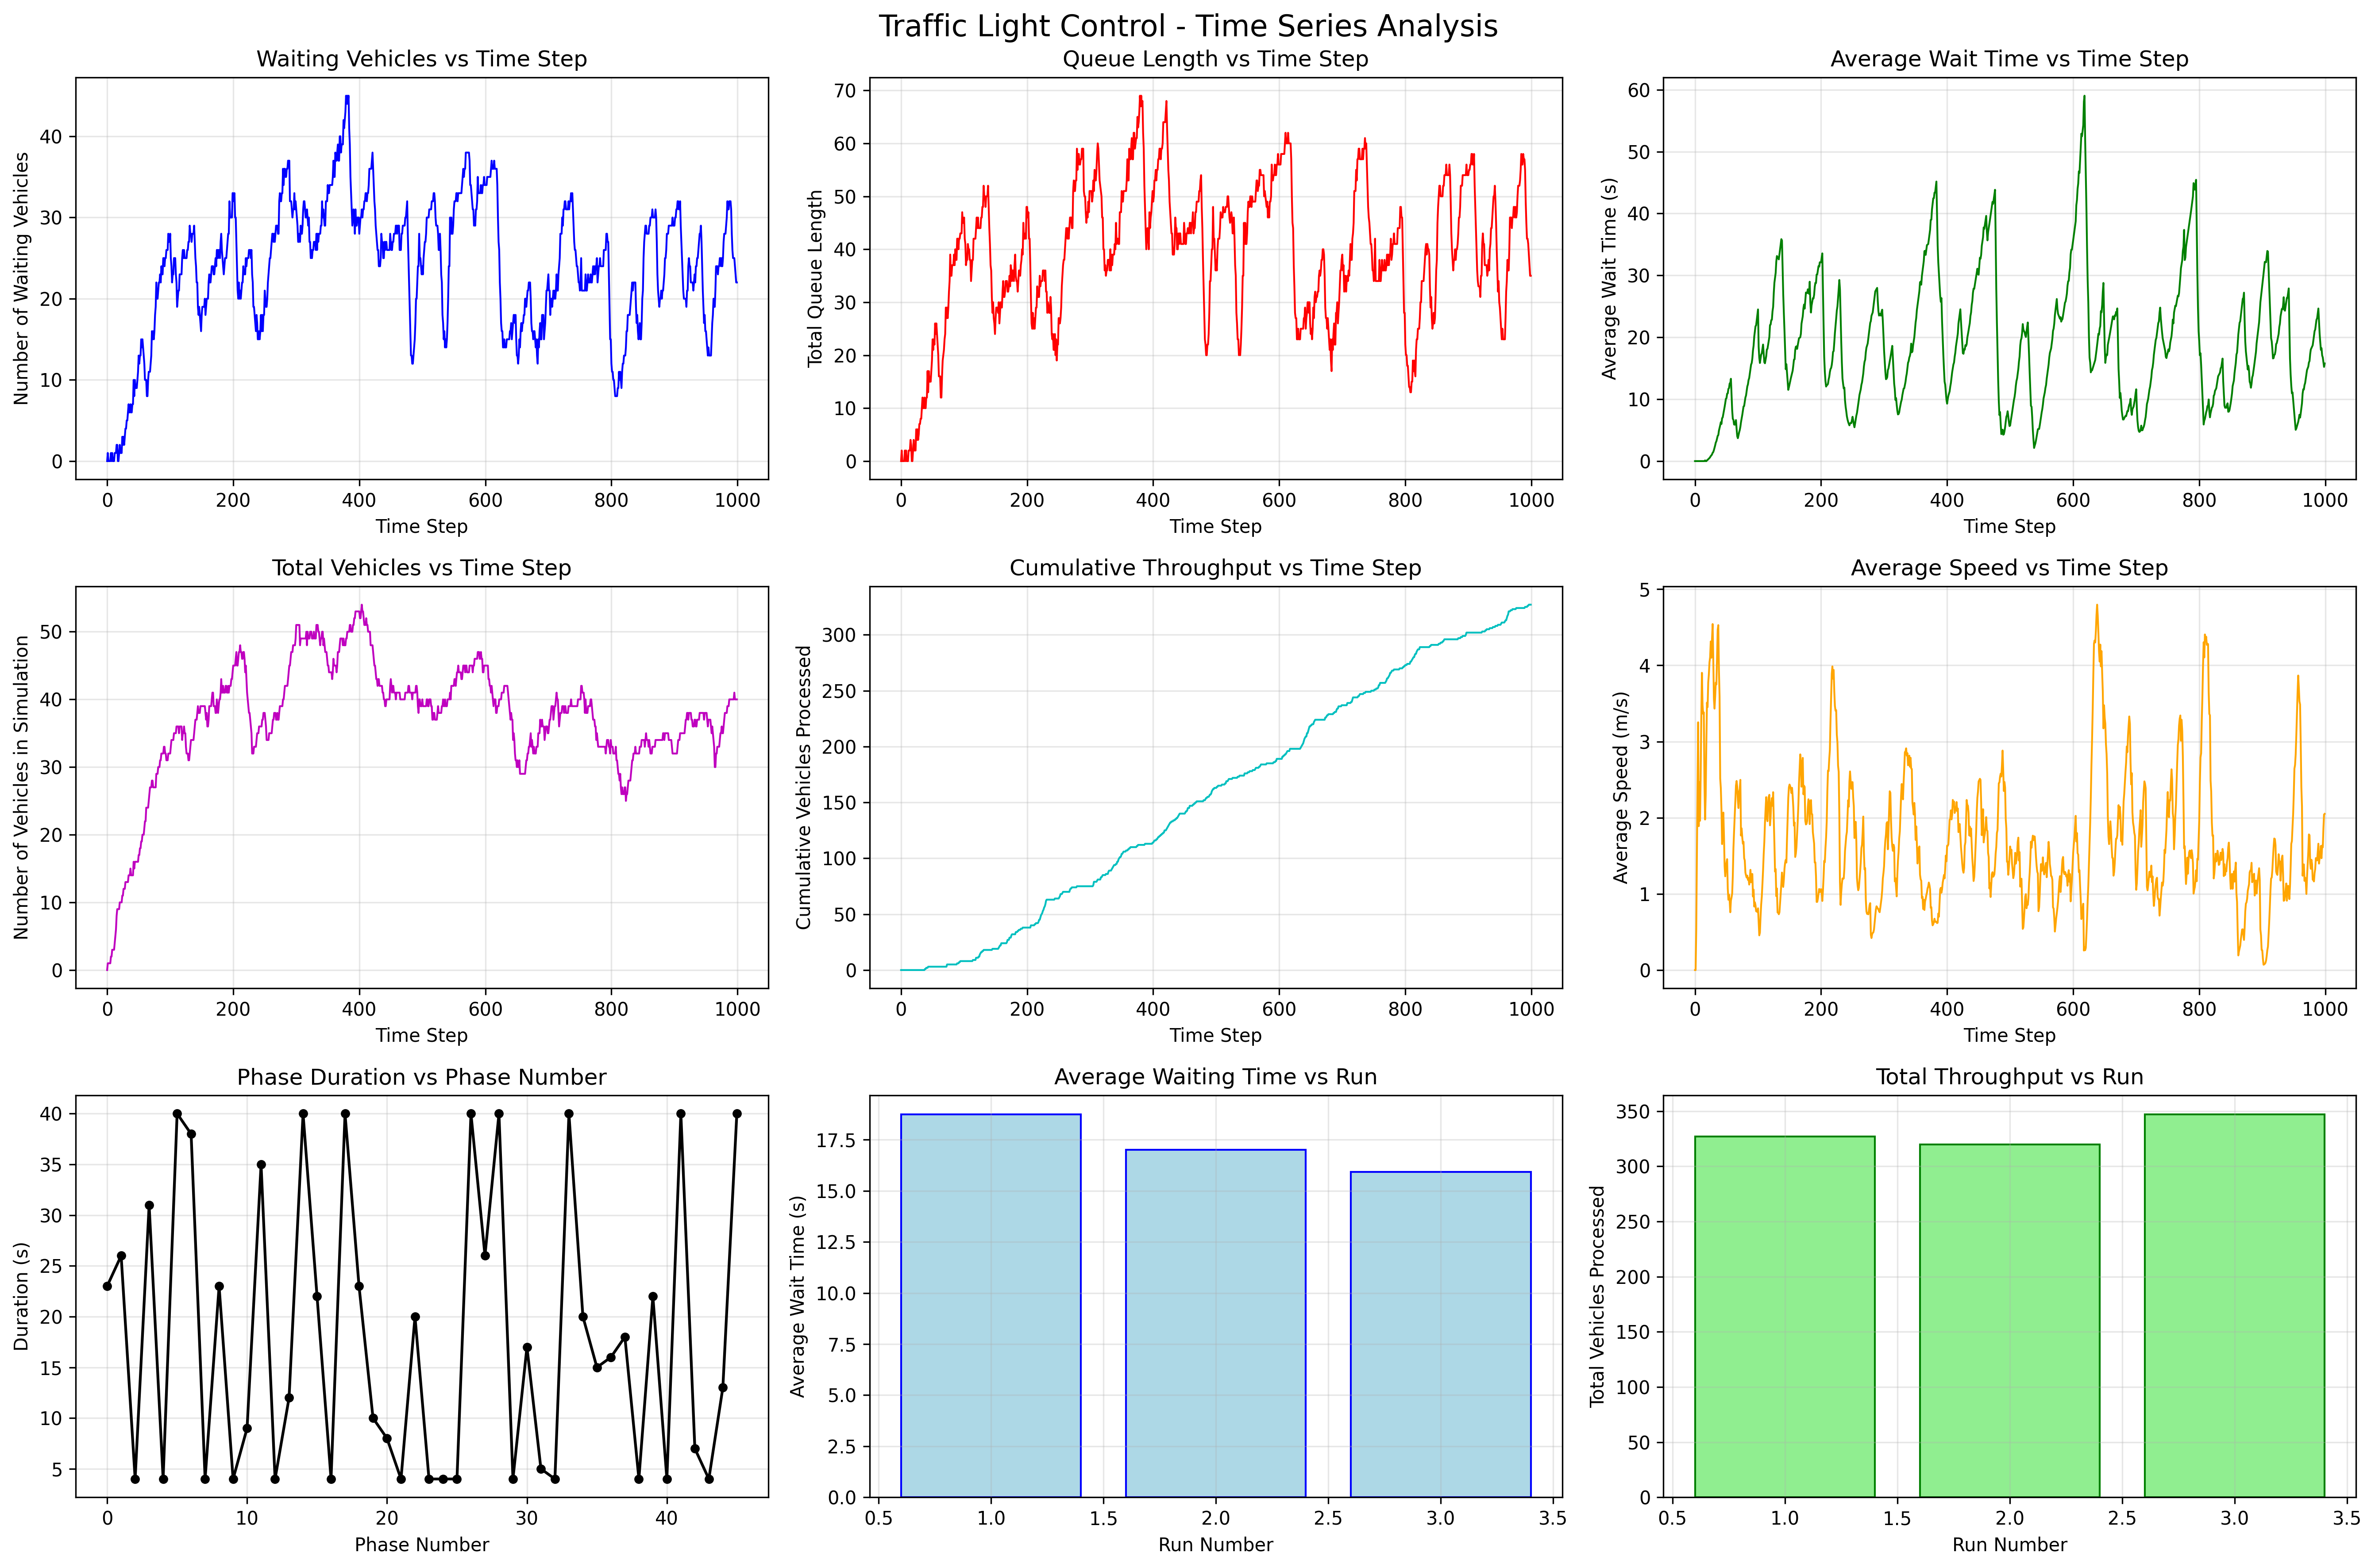 Traffic Light Control - Time Series Analysis
Waiting Vehicles vs Time Step
Number of Waiting Vehicles
40
30
20
10
0
0 200 400 600 800 1000
Time Step
Queue Length vs Time Step
Total Queue Length
70
60
50
40
30
20
10
0
0 200 400 600 800 1000
Time Step
Average Wait Time vs Time Step
Average Wait Time (s)
60
50
40
30
20
10
0
0 200 400 600 800 1000
Time Step
Total Vehicles vs Time Step
Number of Vehicles in Simulation
50
40
30
20
10
0
0 200 400 600 800 1000
Time Step
Cumulative Throughput vs Time Step
Cumulative Vehicles Processed
300
250
200
150
100
50
0
0 200 400 600 800 1000
Time Step
Average Speed vs Time Step
Average Speed (m/s)
5
4
3
2
1
0
0 200 400 600 800 1000
Time Step
Phase Duration vs Phase Number
Duration (s)
40
35
30
25
20
15
10
5
0 10 20 30 40
Phase Number
Average Waiting Time vs Run
Average Wait Time (s)
17.5
15.0
12.5
10.0
7.5
5.0
2.5
0.0
0.5 1.0 1.5 2.0 2.5 3.0 3.5
Run Number
Total Throughput vs Run
Total Vehicles Processed
350
300
250
200
150
100
50
0
0.5 1.0 1.5 2.0 2.5 3.0 3.5
Run Number